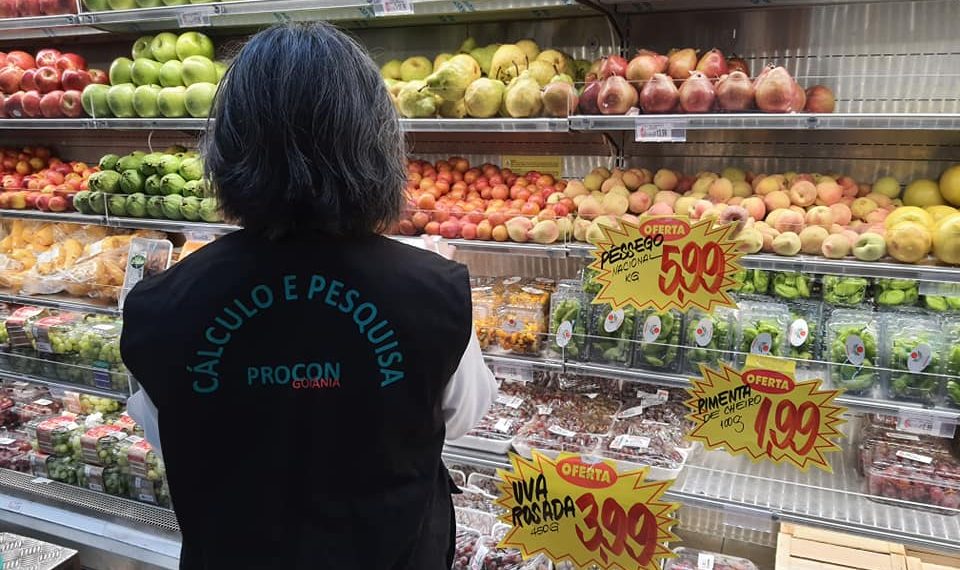 CÁLCULO E PESQUISA
PROCON
GOIÂNIA
OFERTA
PÊSSEGO
NACIONAL
KG
5,99
OFERTA
PIMENTA
DE CHEIRO
100g
1,99
OFERTA
UVA
ROSADA
450G
3,99